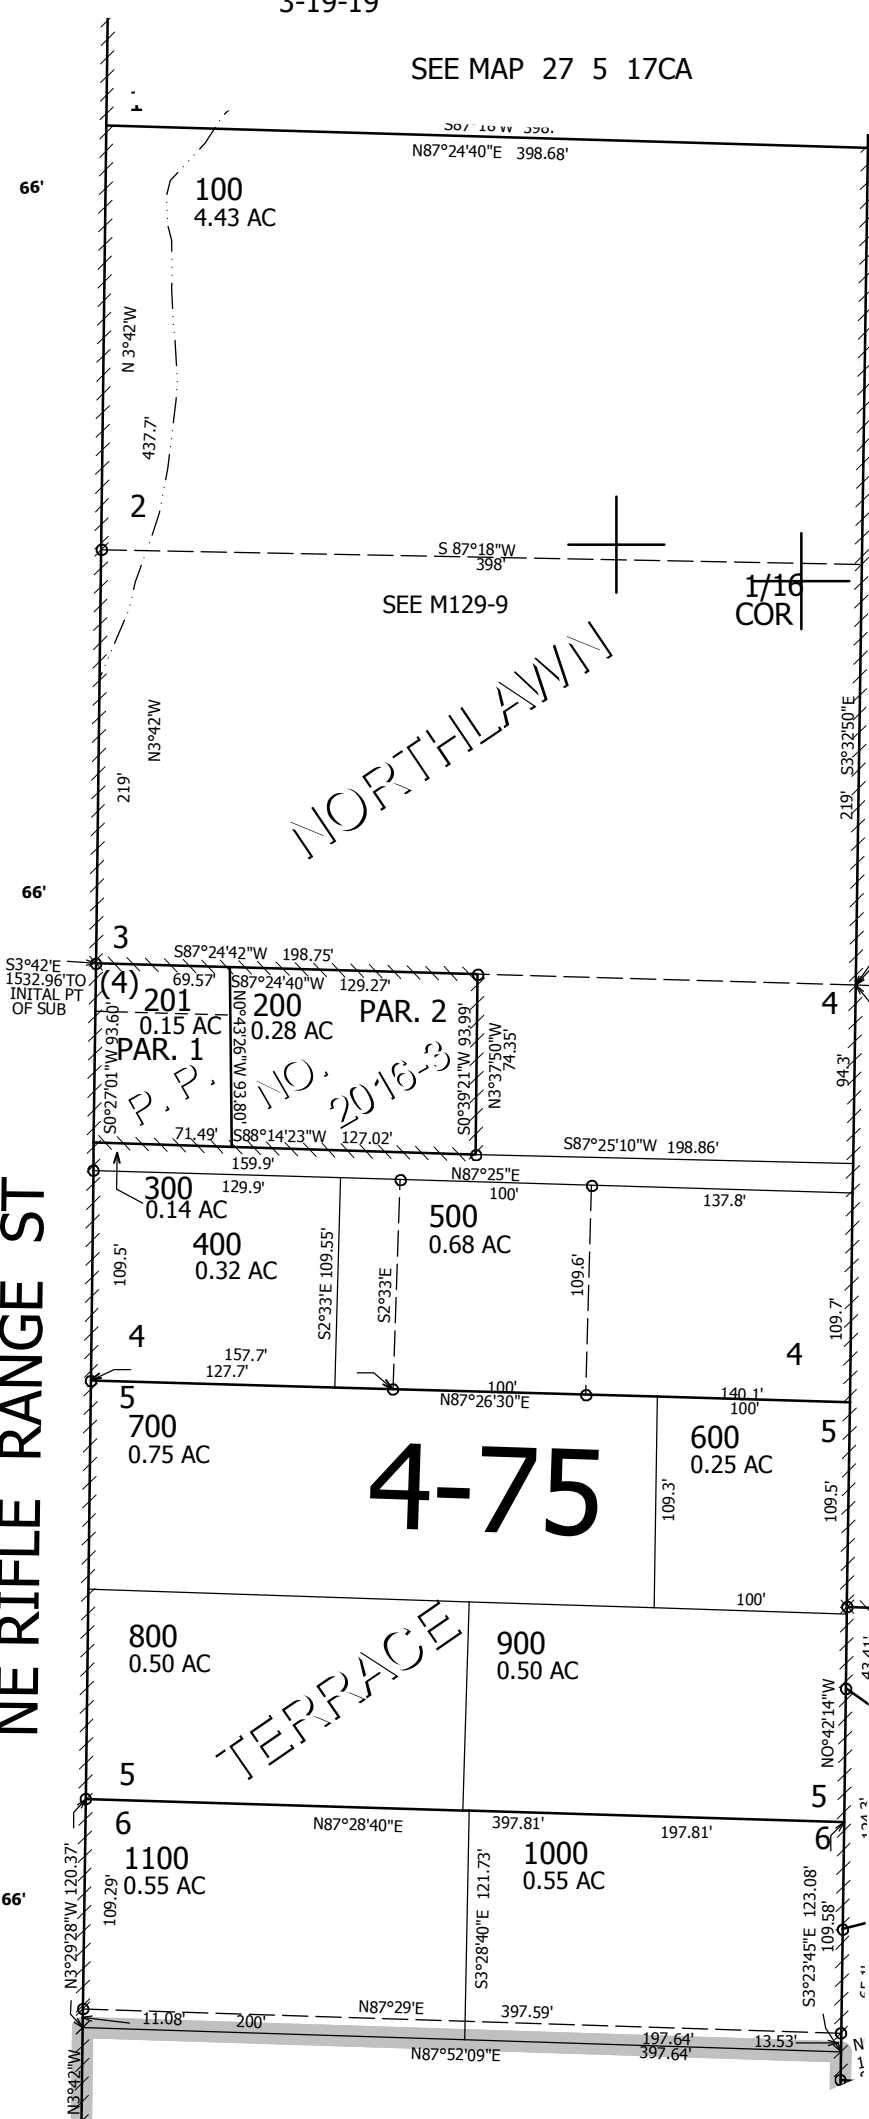 3-19-19
SEE MAP 27 5 17CA
1
N87°24'40"E 398.68'
66'
100
4.43 AC
N 3°42'W
437.7'
2
S 87°18"W
398'
SEE M129-9
1/16
COR
NORTHLAWN
N3°42'W
219'
S3°32'50"E
219'
66'
3
S87°24'42"W 198.75'
S3°42'E
1532.96'TO
INITAL PT
OF SUB
(4)
69.57'
S87°24'40"W 129.27'
201
0.15 AC
PAR. 1
S0°27'01"W 93.60'
N0°43'26"W 93.80'
200
0.28 AC
PAR. 2
S0°39'21"W 93.99'
N3°37'50"W
74.35'
4
94.3'
P. P. NO. 2016-3
71.49'
S88°14'23"W 127.02'
S87°25'10"W 198.86'
159.9'
129.9'
N87°25"E
100'
137.8'
300
0.14 AC
400
0.32 AC
500
0.68 AC
109.5'
S2°33'E 109.55'
S2°33'E
109.6'
109.7'
4
4
157.7'
127.7'
100'
N87°26'30"E
140.1'
100'
5
5
700
0.75 AC
4-75
600
0.25 AC
109.3'
109.5'
100'
NE RIFLE RANGE ST
800
0.50 AC
900
0.50 AC
TERRACE
43.41'
NO°42'14"W
5
5
6
6
N87°28'40"E
397.81'
197.81'
1100
0.55 AC
1000
0.55 AC
N3°29'28"W 120.37'
109.29'
S3°28'40"E 121.73'
S3°23'45"E 123.08'
109.58'
66'
N87°29'E
397.59'
11.08'
200'
197.64'
13.53'
N87°52'09"E
397.64'
N3°42"W